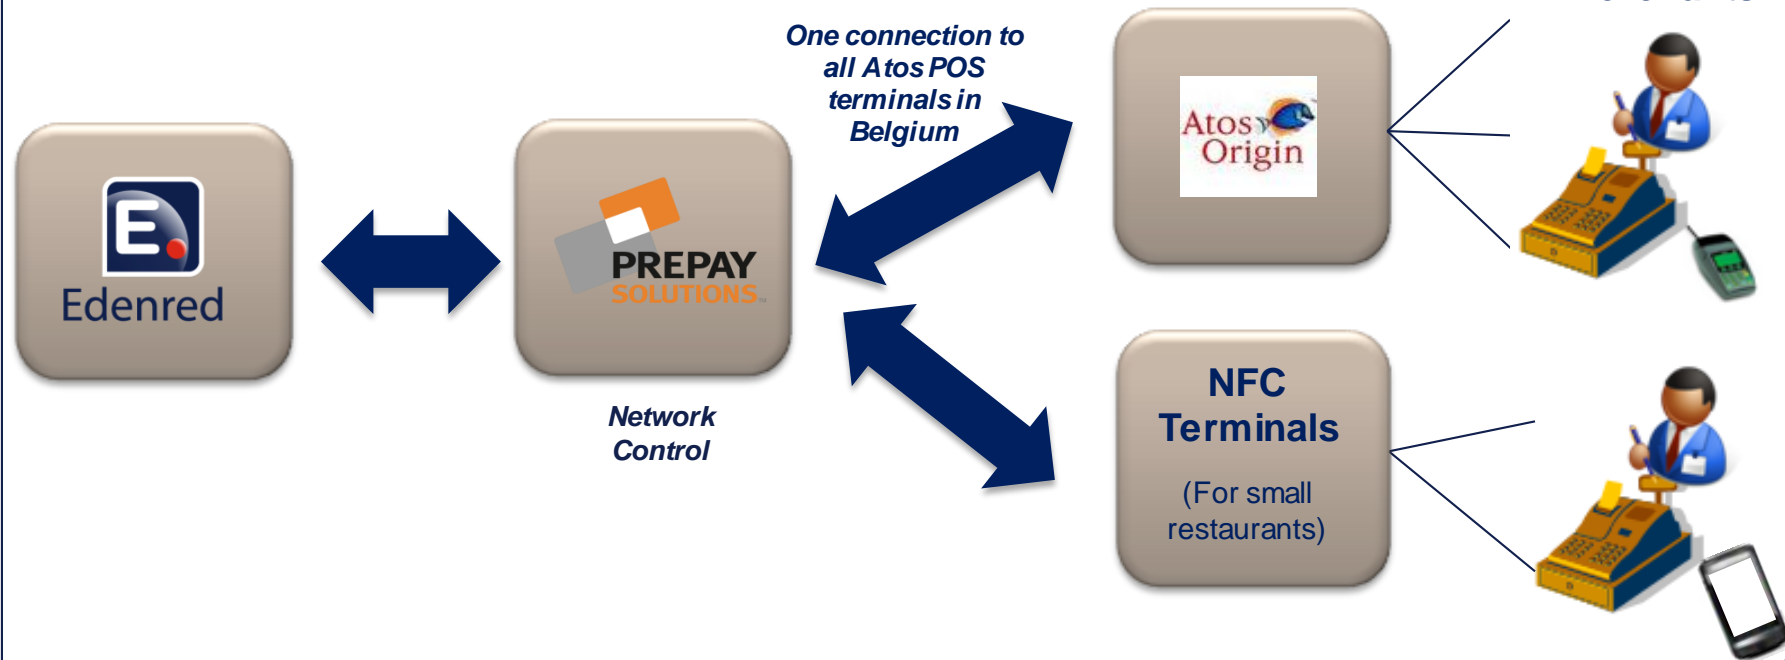 One connection to
all Atos POS
terminals in
Belgium
Atos
Origin
E.
Edenred
PREPAY
SOLUTIONS
Network
Control
NFC
Terminals
(For small
restaurants)